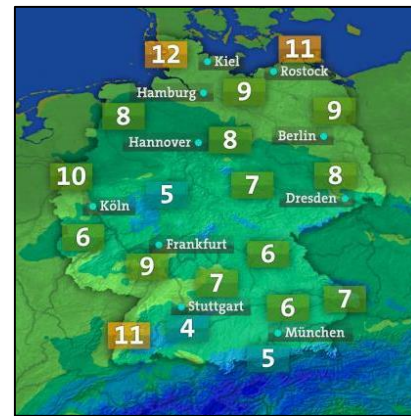 12
11
Kiel
Rostock
Hamburg
9
8
9
Hannover
8
Berlin
10
5
7
8
Köln
Dresden
6
Frankfurt
6
9
7
7
Stuttgart
6
11
4
München
5